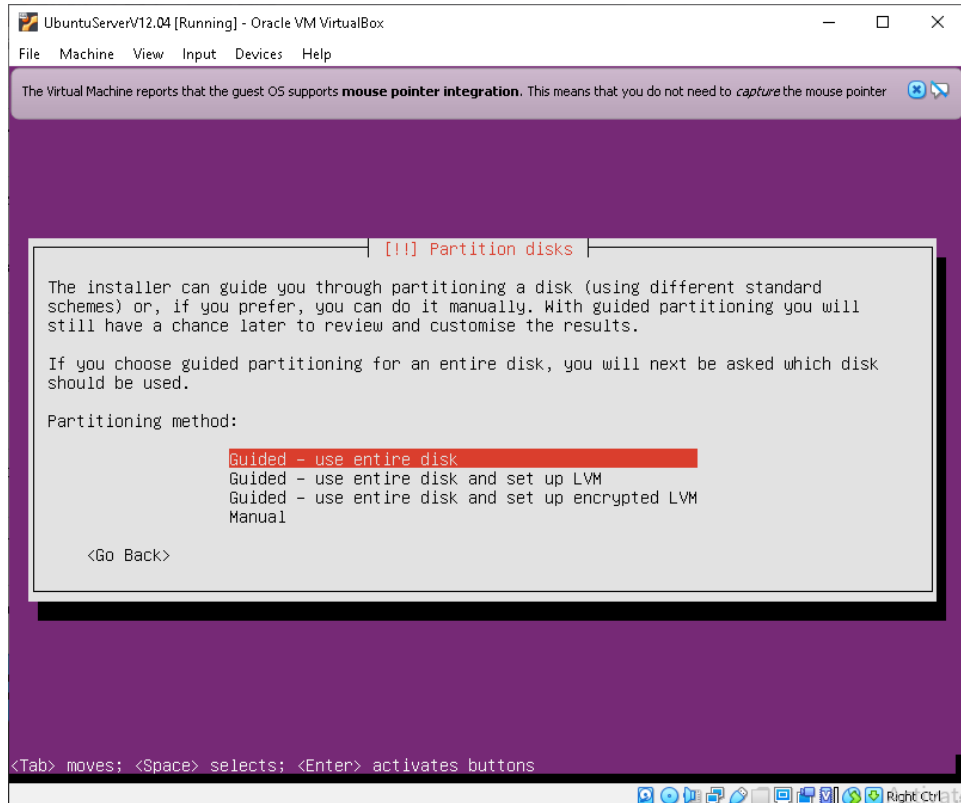 UbuntuServerV12.04 [Running] - Oracle VM VirtualBox
File Machine View Input Devices Help
The Virtual Machine reports that the guest OS supports mouse pointer integration. This means that you do not need to capture the mouse pointer
[!!] Partition disks
The installer can guide you through partitioning a disk (using different standard
schemes) or, if you prefer, you can do it manually. With guided partitioning you will
still have a chance later to review and customise the results.
If you choose guided partitioning for an entire disk, you will next be asked which disk
should be used.
Partitioning method:
Guided – use entire disk
Guided – use entire disk and set up LVM
Guided – use entire disk and set up encrypted LVM
Manual
<Go Back>
<Tab> moves; <Space> selects; <Enter> activates buttons
Right Ctrl